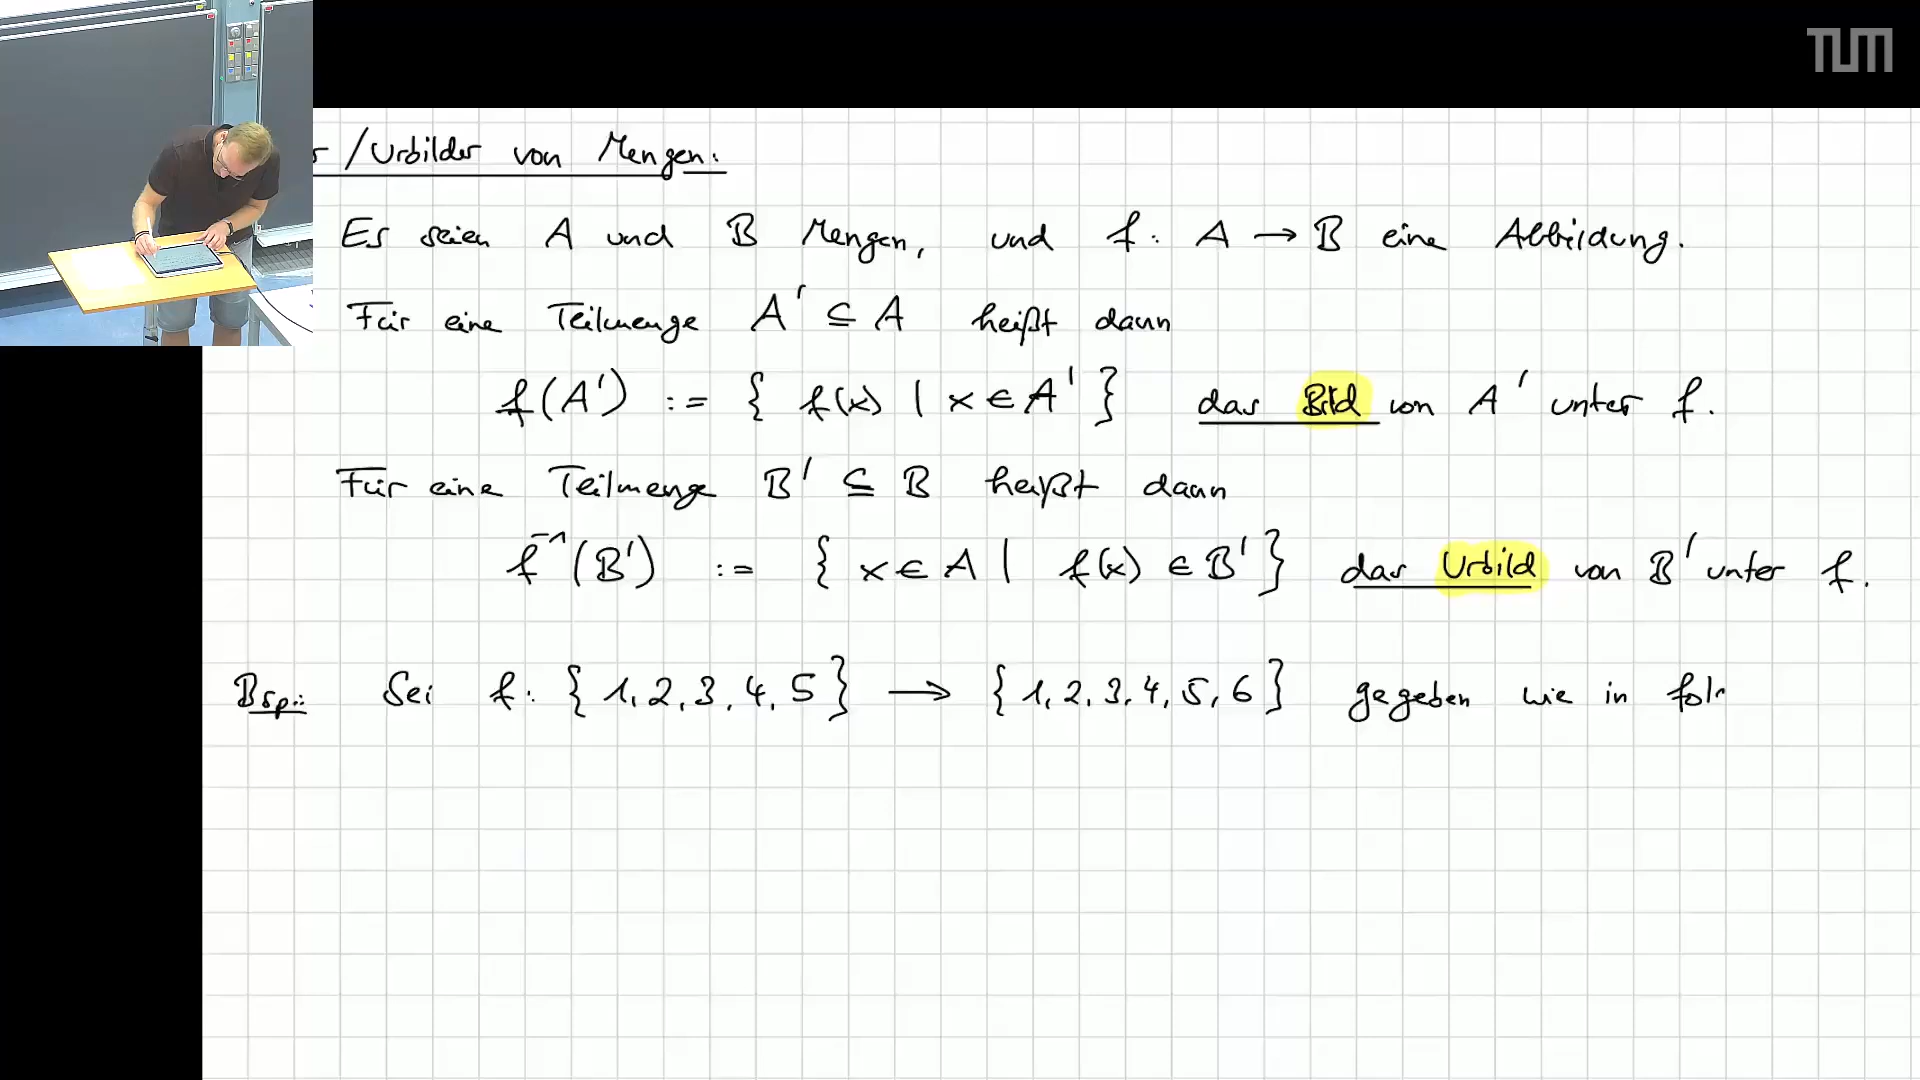 TUM
r/Urbilder von Mengen:
Es seien A und B Mengen, und f: A → B eine Abbildung.
Für eine Teilmenge A' ⊆ A heißt dann
f(A') := { f(x) | x ∈ A' } das Bild von A' unter f.
Für eine Teilmenge B' ⊆ B heißt dann
f⁻¹(B') := { x ∈ A | f(x) ∈ B' } das Urbild von B' unter f.
Bsp.: Sei f: {1, 2, 3, 4, 5} → {1, 2, 3, 4, 5, 6} gegeben wie in fol